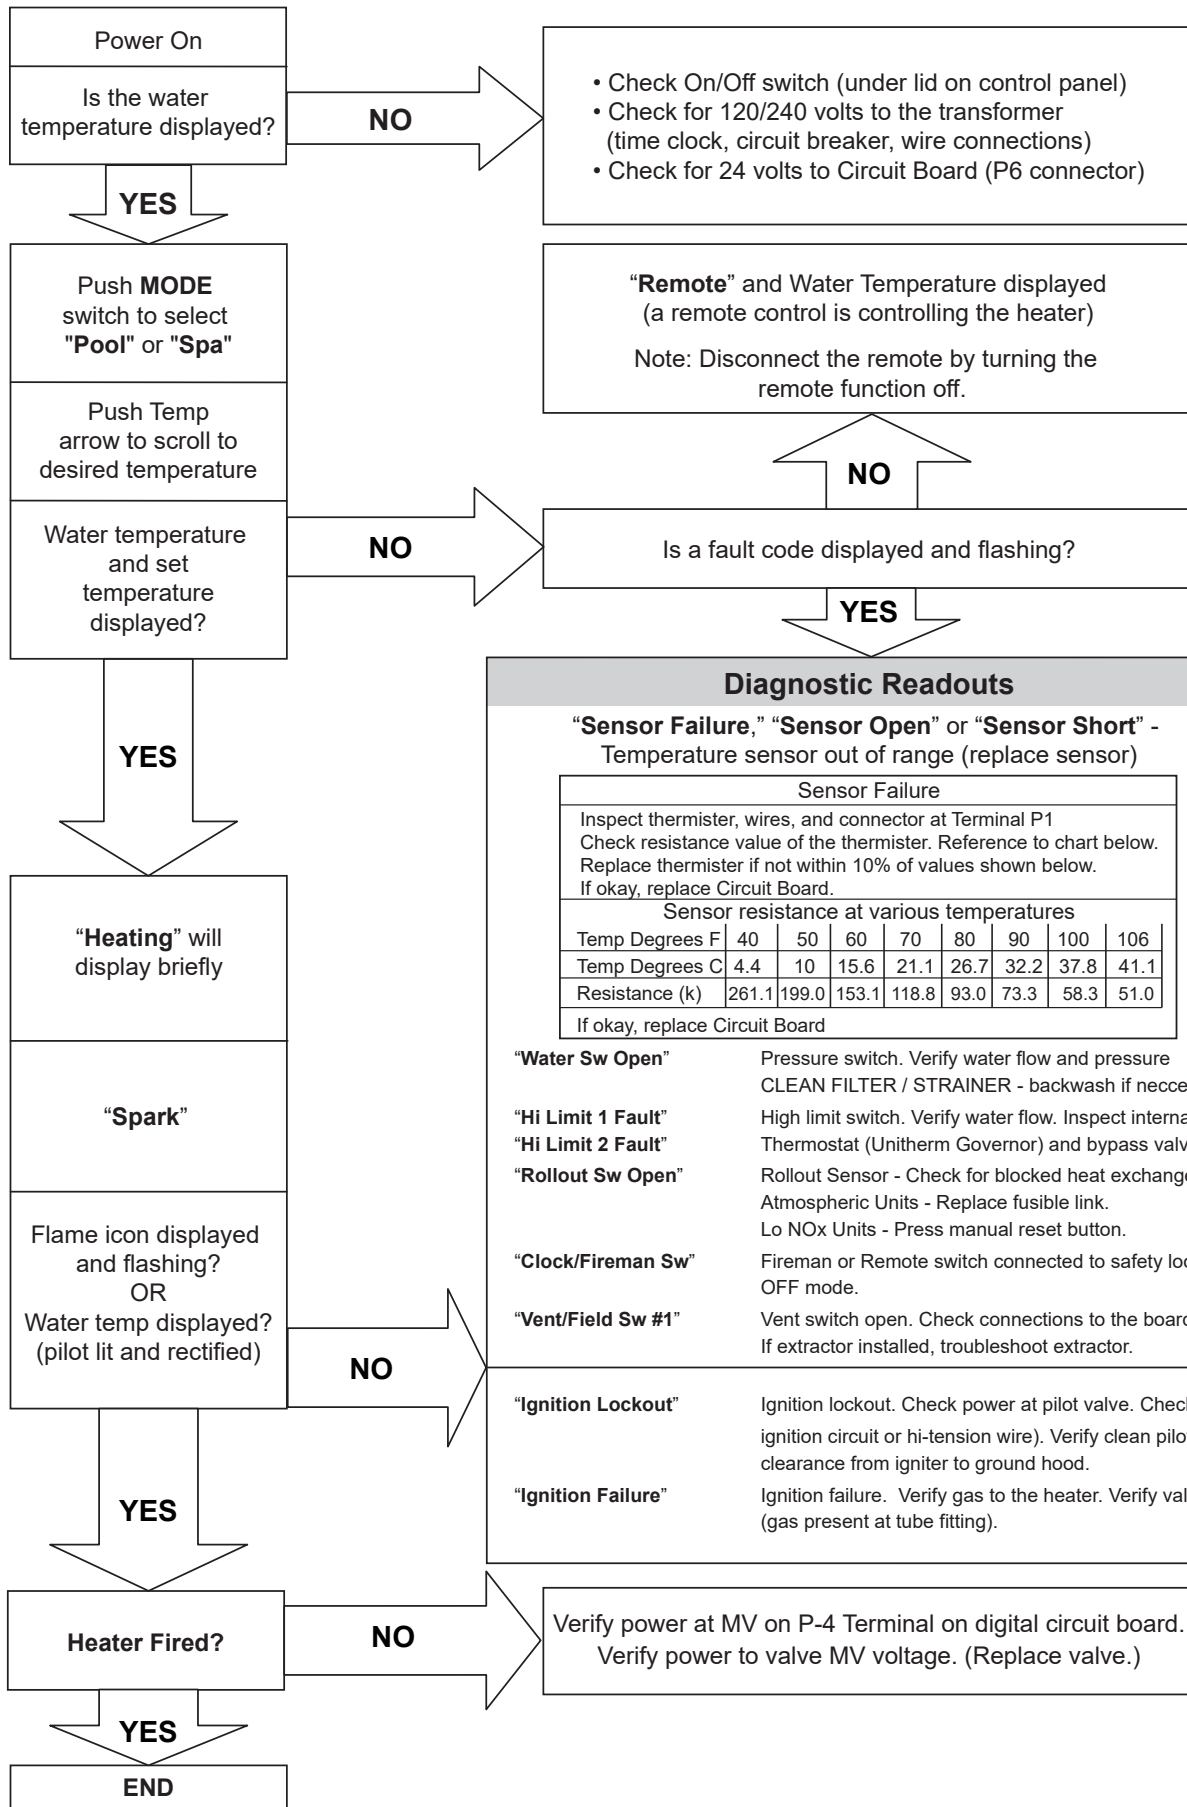 Power On
Is the water
temperature displayed?
NO
• Check On/Off switch (under lid on control panel)
• Check for 120/240 volts to the transformer
(time clock, circuit breaker, wire connections)
• Check for 24 volts to Circuit Board (P6 connector)
YES
Push MODE
switch to select
"Pool" or "Spa"
Push Temp
arrow to scroll to
desired temperature
Water temperature
and set
temperature
displayed?
NO
“Remote” and Water Temperature displayed
(a remote control is controlling the heater)
Note: Disconnect the remote by turning the
remote function off.
NO
Is a fault code displayed and flashing?
YES
YES
Diagnostic Readouts
“Sensor Failure,” “Sensor Open” or “Sensor Short” -
Temperature sensor out of range (replace sensor)
Sensor Failure
Inspect thermister, wires, and connector at Terminal P1
Check resistance value of the thermister. Reference to chart below.
Replace thermister if not within 10% of values shown below.
If okay, replace Circuit Board.
Sensor resistance at various temperatures
Temp Degrees F 40 50 60 70 80 90 100 106
Temp Degrees C 4.4 10 15.6 21.1 26.7 32.2 37.8 41.1
Resistance (k) 261.1 199.0 153.1 118.8 93.0 73.3 58.3 51.0
If okay, replace Circuit Board
“Water Sw Open” Pressure switch. Verify water flow and pressure
CLEAN FILTER / STRAINER - backwash if necce
“Hi Limit 1 Fault” High limit switch. Verify water flow. Inspect interna
“Hi Limit 2 Fault” Thermostat (Unitherm Governor) and bypass valv
“Rollout Sw Open” Rollout Sensor - Check for blocked heat exchange
Atmospheric Units - Replace fusible link.
Lo NOx Units - Press manual reset button.
“Clock/Fireman Sw” Fireman or Remote switch connected to safety loc
OFF mode.
“Vent/Field Sw #1” Vent switch open. Check connections to the board
If extractor installed, troubleshoot extractor.
“Ignition Lockout” Ignition lockout. Check power at pilot valve. Chec
ignition circuit or hi-tension wire). Verify clean pilot
clearance from igniter to ground hood.
“Ignition Failure” Ignition failure. Verify gas to the heater. Verify val
(gas present at tube fitting).
“Heating” will
display briefly
“Spark”
Flame icon displayed
and flashing?
OR
Water temp displayed?
(pilot lit and rectified)
NO
YES
Heater Fired?
NO
Verify power at MV on P-4 Terminal on digital circuit board.
Verify power to valve MV voltage. (Replace valve.)
YES
END